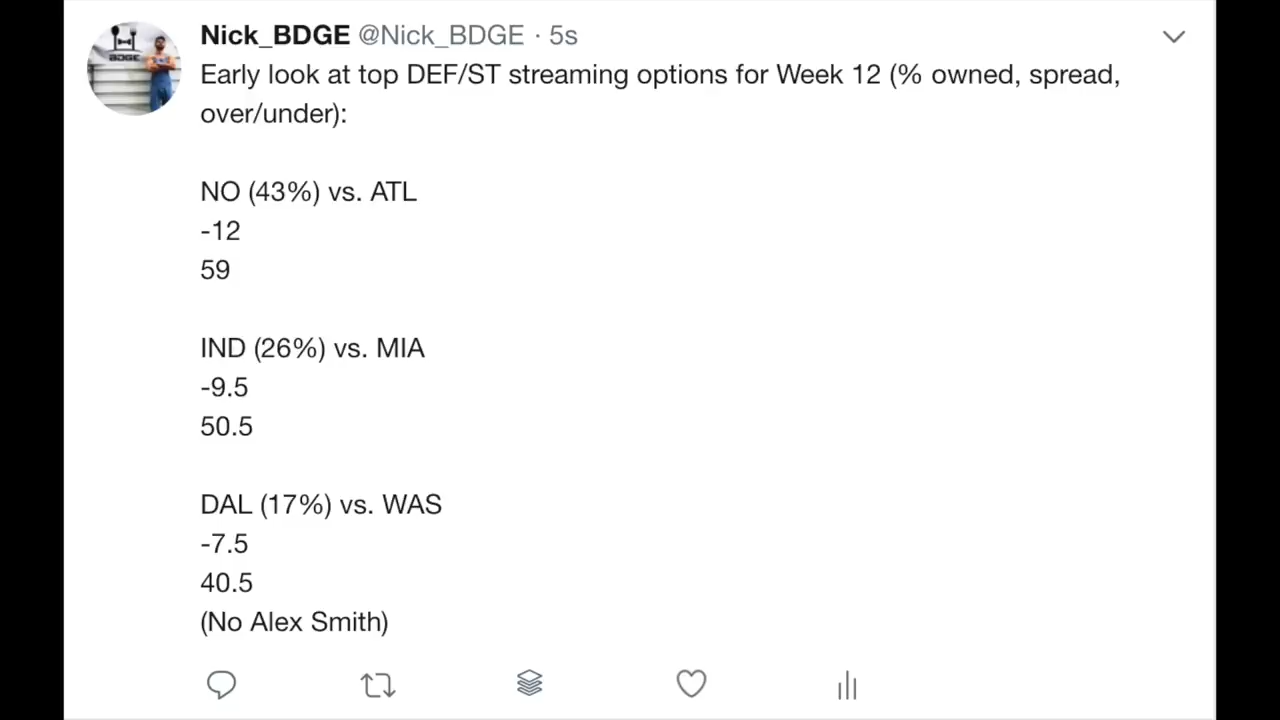 Nick_BDGE @Nick_BDGE · 5s
Early look at top DEF/ST streaming options for Week 12 (% owned, spread,
over/under):
NO (43%) vs. ATL
-12
59
IND (26%) vs. MIA
-9.5
50.5
DAL (17%) vs. WAS
-7.5
40.5
(No Alex Smith)
BDGE